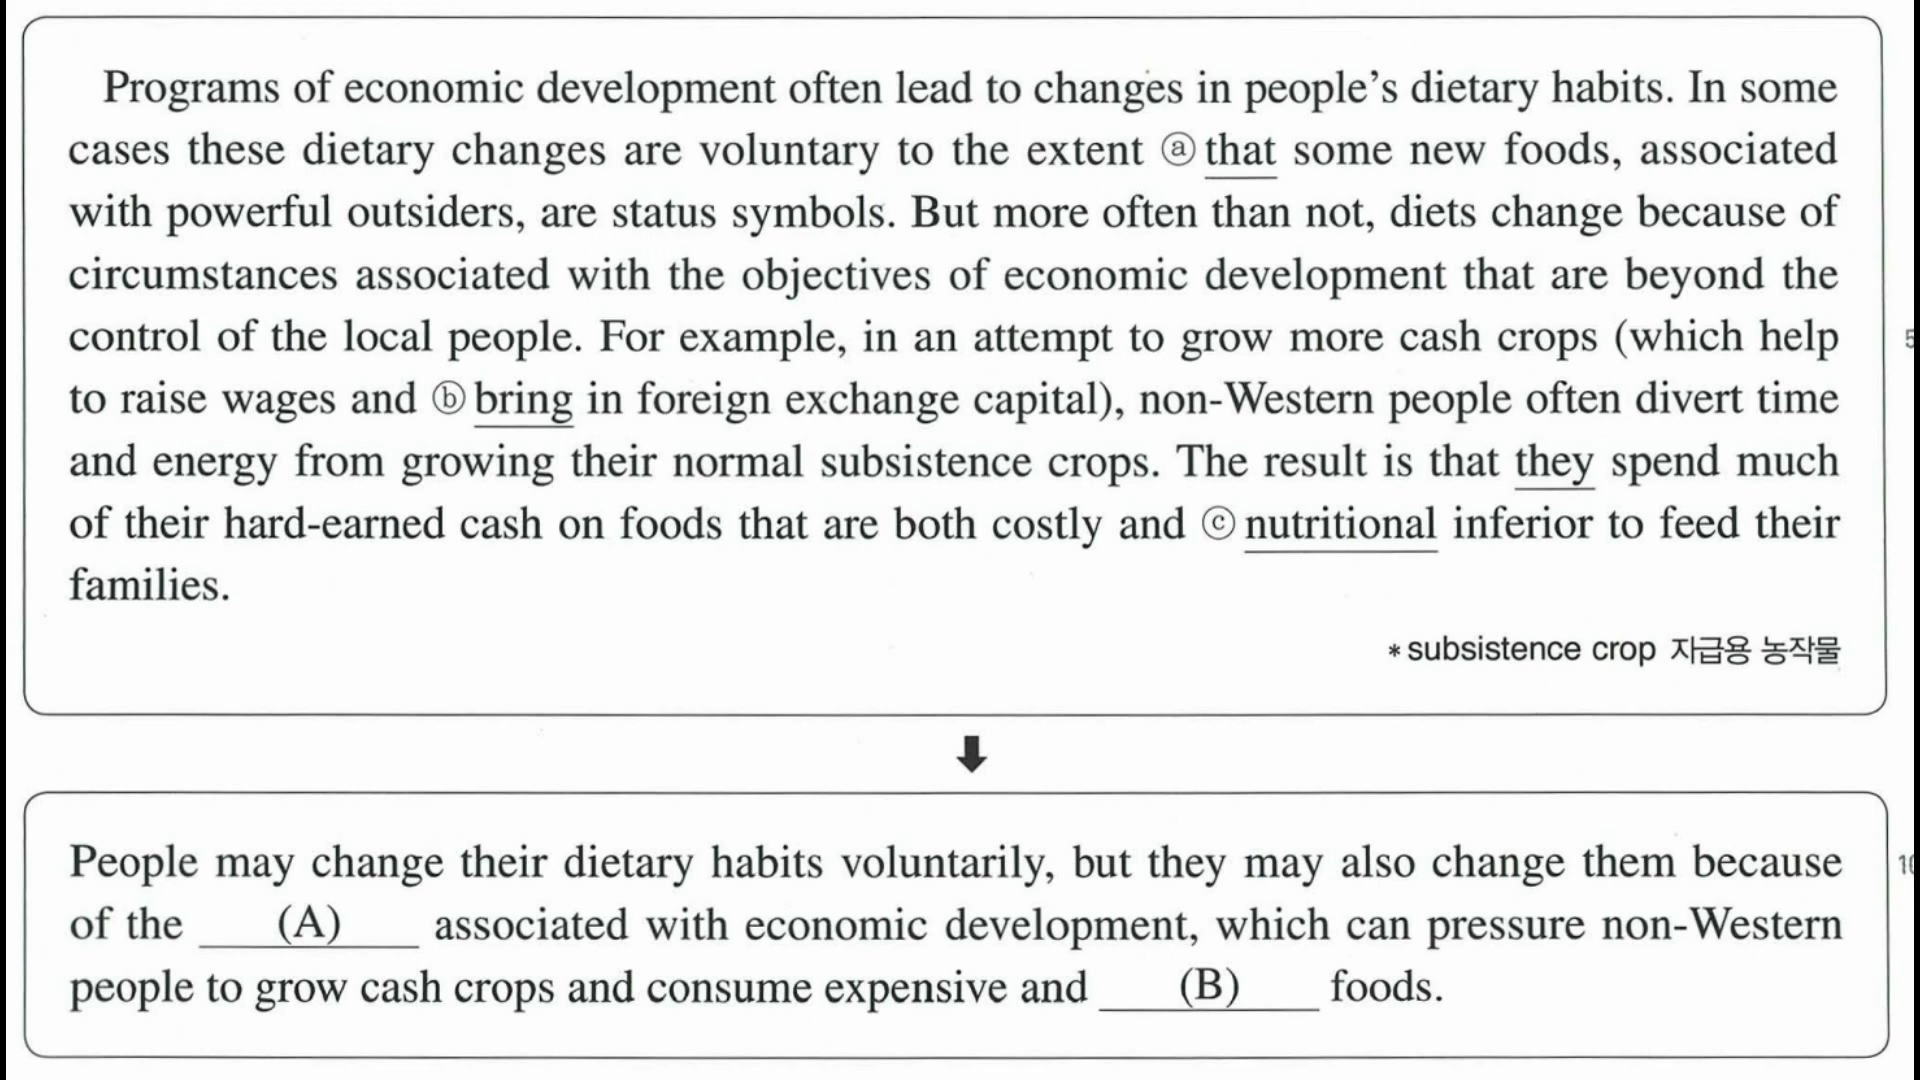 Programs of economic development often lead to changes in people's dietary habits. In some
cases these dietary changes are voluntary to the extent ⓐ that some new foods, associated
with powerful outsiders, are status symbols. But more often than not, diets change because of
circumstances associated with the objectives of economic development that are beyond the
control of the local people. For example, in an attempt to grow more cash crops (which help
to raise wages and ⓑ bring in foreign exchange capital), non-Western people often divert time
and energy from growing their normal subsistence crops. The result is that they spend much
of their hard-earned cash on foods that are both costly and ⓒ nutritional inferior to feed their
families.
* subsistence crop 자급용 농작물
People may change their dietary habits voluntarily, but they may also change them because
of the (A) associated with economic development, which can pressure non-Western
people to grow cash crops and consume expensive and (B) foods.